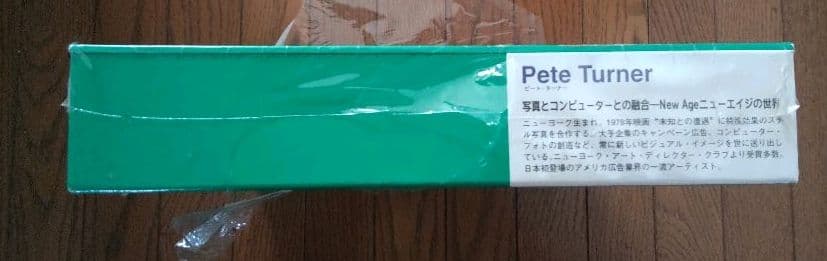 Pete Turner
ピート・ターナー
写真とコンピューターとの融合—New Ageニューエイジの世界
ニューヨーク生まれ。1978年映画“未知との遭遇”に特殊効果のスチ
ル写真を合作する。大手企業のキャンペーン広告、コンピューター・
フォトの創造など、常に新しいビジュアル・イメージを世に送り出し
ている。ニューヨーク・アート・ディレクター・クラブより受賞多数。
日本初登場のアメリカ広告業界の一流アーティスト。